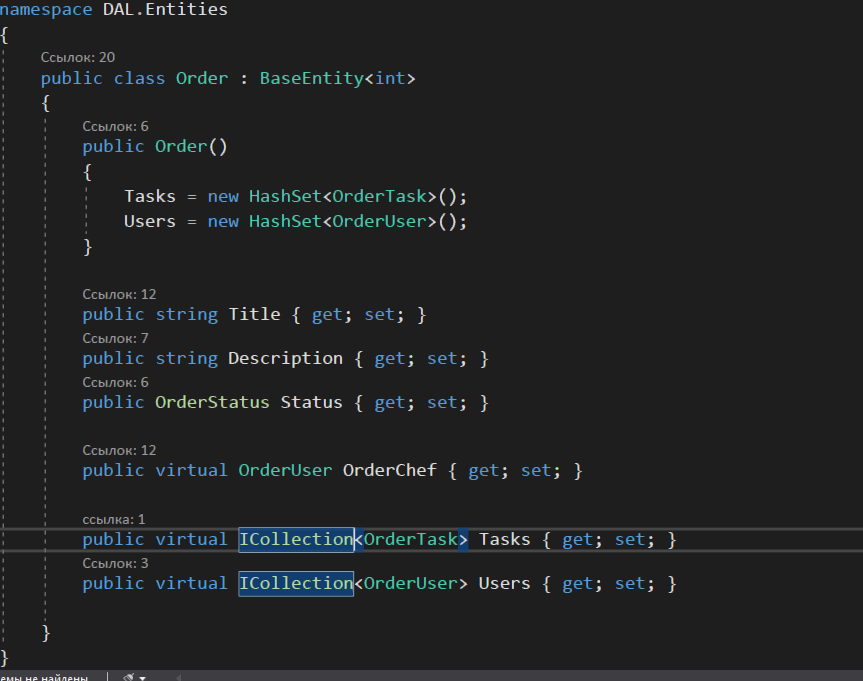 namespace DAL.Entities
{
Ссылок: 20
public class Order : BaseEntity<int>
{
Ссылок: 6
public Order()
{
Tasks = new HashSet<OrderTask>();
Users = new HashSet<OrderUser>();
}
Ссылок: 12
public string Title { get; set; }
Ссылок: 7
public string Description { get; set; }
Ссылок: 6
public OrderStatus Status { get; set; }
Ссылок: 12
public virtual OrderUser OrderChef { get; set; }
ссылка: 1
public virtual ICollection<OrderTask> Tasks { get; set; }
Ссылок: 3
public virtual ICollection<OrderUser> Users { get; set; }
}
}
не найдены